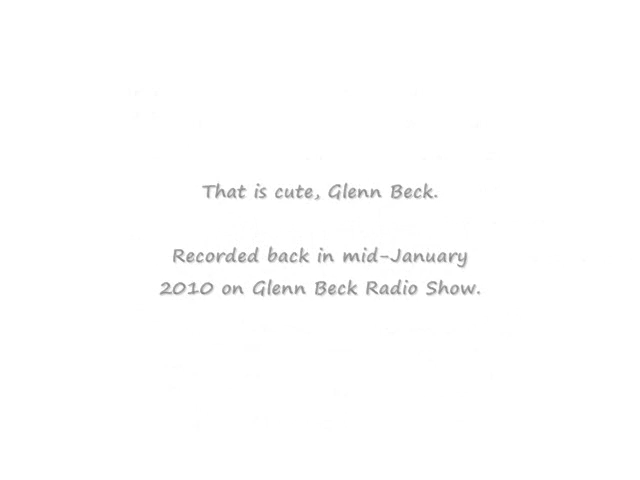 That is cute, Glenn Beck.
Recorded back in mid-January
2010 on Glenn Beck Radio Show.